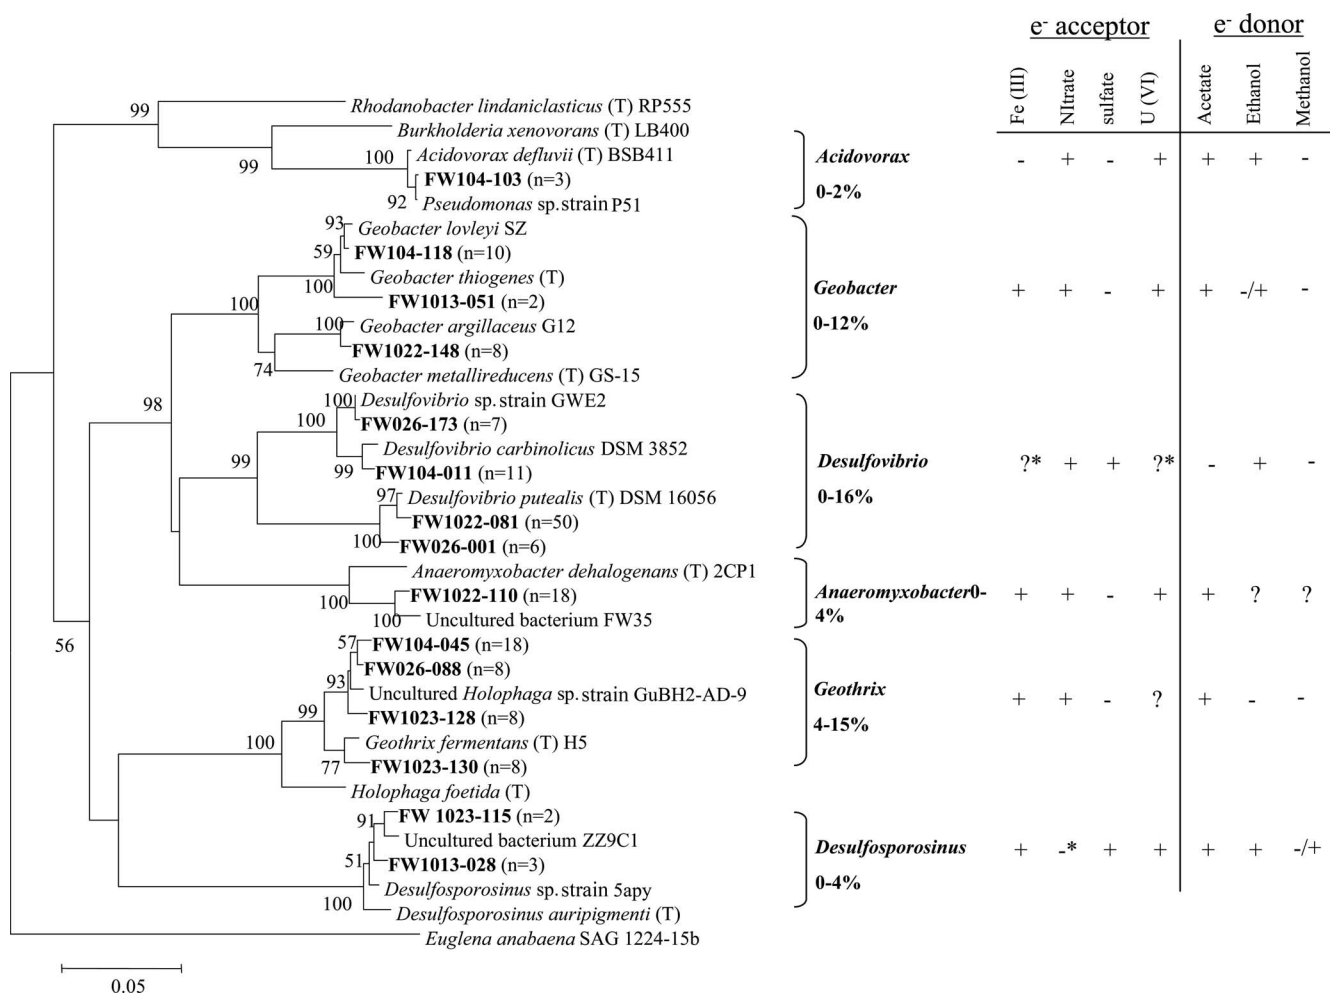 e- acceptor e- donor
Fe (III) NItrate sulfate U (VI) Acetate Ethanol Methanol
99 Rhodanobacter lindaniclasticus (T) RP555
Burkholderia xenovorans (T) LB400
99 100 Acidovorax defluvii (T) BSB411 Acidovorax - + - + + + -
FW104-103 (n=3) 0-2%
92 Pseudomonas sp. strain P51
93 Geobacter lovleyi SZ
59 FW104-118 (n=10)
Geobacter thiogenes (T)
100 FW1013-051 (n=2) Geobacter + + - + + -/+ -
100 0-12%
100 Geobacter argillaceus G12
FW1022-148 (n=8)
74 Geobacter metallireducens (T) GS-15
98 100 Desulfovibrio sp. strain GWE2
100 FW026-173 (n=7)
Desulfovibrio carbinolicus DSM 3852
99 99 FW104-011 (n=11) Desulfovibrio ?* + + ?* - + -
97 Desulfovibrio putealis (T) DSM 16056 0-16%
FW1022-081 (n=50)
100 FW026-001 (n=6)
Anaeromyxobacter dehalogenans (T) 2CP1
100 FW1022-110 (n=18) Anaeromyxobacter0- + + - + + ? ?
100 Uncultured bacterium FW35 4%
56 57 FW104-045 (n=18)
FW026-088 (n=8)
93 Uncultured Holophaga sp. strain GuBH2-AD-9 Geothrix + + - ? + - -
99 FW1023-128 (n=8) 4-15%
100 Geothrix fermentans (T) H5
77 FW1023-130 (n=8)
Holophaga foetida (T)
91 FW 1023-115 (n=2)
Uncultured bacterium ZZ9C1 Desulfosporosinus + -* + + + + -/+
51 FW1013-028 (n=3) 0-4%
Desulfosporosinus sp. strain 5apy
100 Desulfosporosinus auripigmenti (T)
Euglena anabaena SAG 1224-15b
0.05